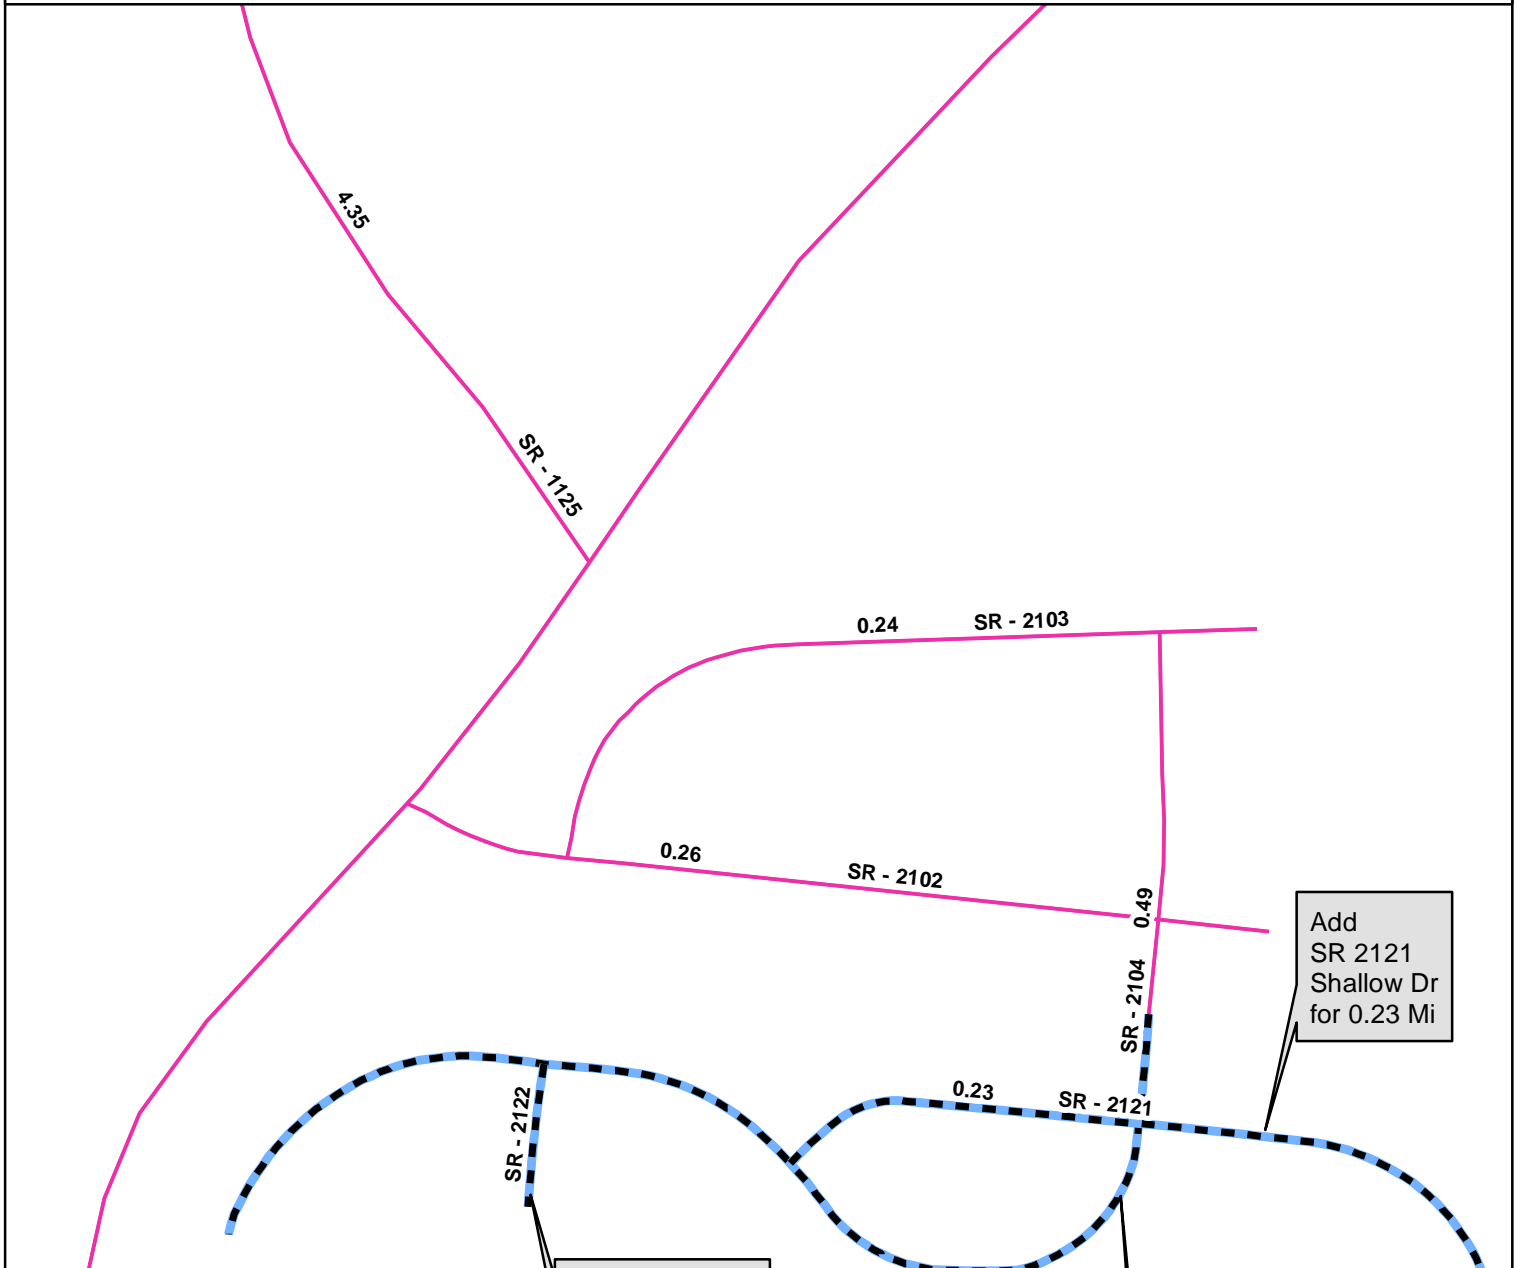 4.35
SR - 1125
0.24
SR - 2103
0.26
SR - 2102
0.49
SR - 2104
Add
SR 2121
Shallow Dr
for 0.23 Mi
0.23
SR - 2121
SR - 2122